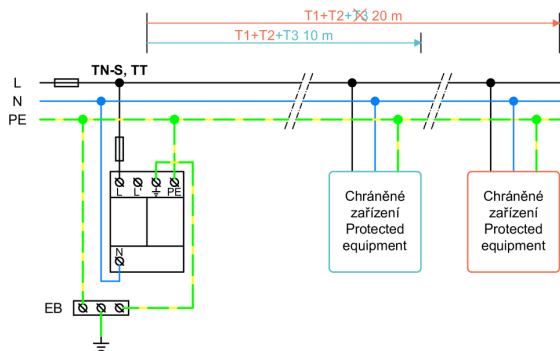 T1+T2+T3 20 m
T1+T2+T3 10 m
TN-S, TT
L
N
PE
L L' PE
N
EB
Chráněné
zařízení
Protected
equipment
Chráněné
zařízení
Protected
equipment